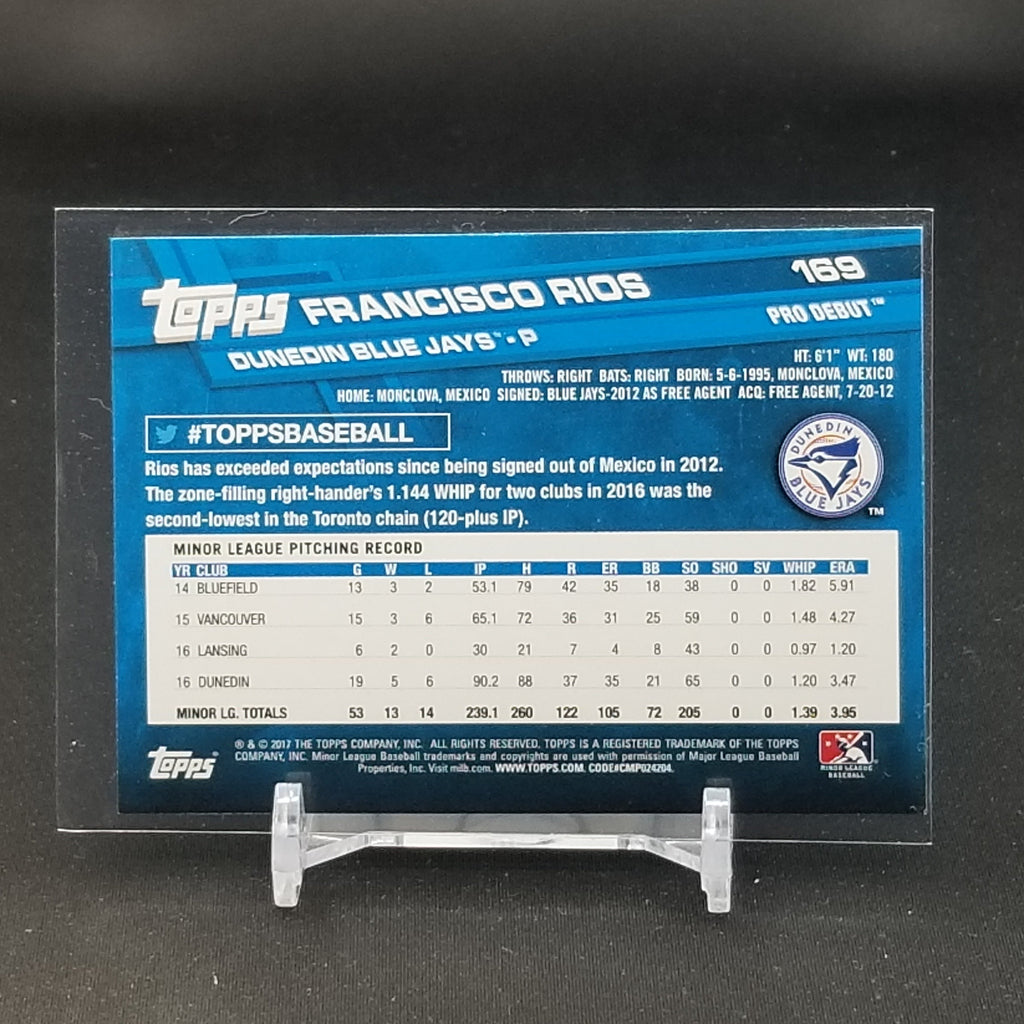 TOPPS FRANCISCO RIOS 169
DUNEDIN BLUE JAYS™ • P PRO DEBUT™
HT: 6'1" WT: 180
THROWS: RIGHT BATS: RIGHT BORN: 5-6-1995, MONCLOVA, MEXICO
HOME: MONCLOVA, MEXICO SIGNED: BLUE JAYS-2012 AS FREE AGENT ACQ: FREE AGENT, 7-20-12
#TOPPSBASEBALL
DUNEDIN BLUE JAYS TM
Rios has exceeded expectations since being signed out of Mexico in 2012.
The zone-filling right-hander's 1.144 WHIP for two clubs in 2016 was the
second-lowest in the Toronto chain (120-plus IP).
MINOR LEAGUE PITCHING RECORD
YR CLUB G W L IP H R ER BB SO SHO SV WHIP ERA
14 BLUEFIELD 13 3 2 53.1 79 42 35 18 38 0 0 1.82 5.91
15 VANCOUVER 15 3 6 65.1 72 36 31 25 59 0 0 1.48 4.27
16 LANSING 6 2 0 30 21 7 4 8 43 0 0 0.97 1.20
16 DUNEDIN 19 5 6 90.2 88 37 35 21 65 0 0 1.20 3.47
MINOR LG. TOTALS 53 13 14 239.1 260 122 105 72 205 0 0 1.39 3.95
TOPPS®
® & © 2017 THE TOPPS COMPANY, INC. ALL RIGHTS RESERVED. TOPPS IS A REGISTERED TRADEMARK OF THE TOPPS
COMPANY, INC. Minor League Baseball trademarks and copyrights are used with permission of Major League Baseball
Properties, Inc. Visit milb.com. WWW.TOPPS.COM. CODE#CMP024204.
MINOR LEAGUE
BASEBALL